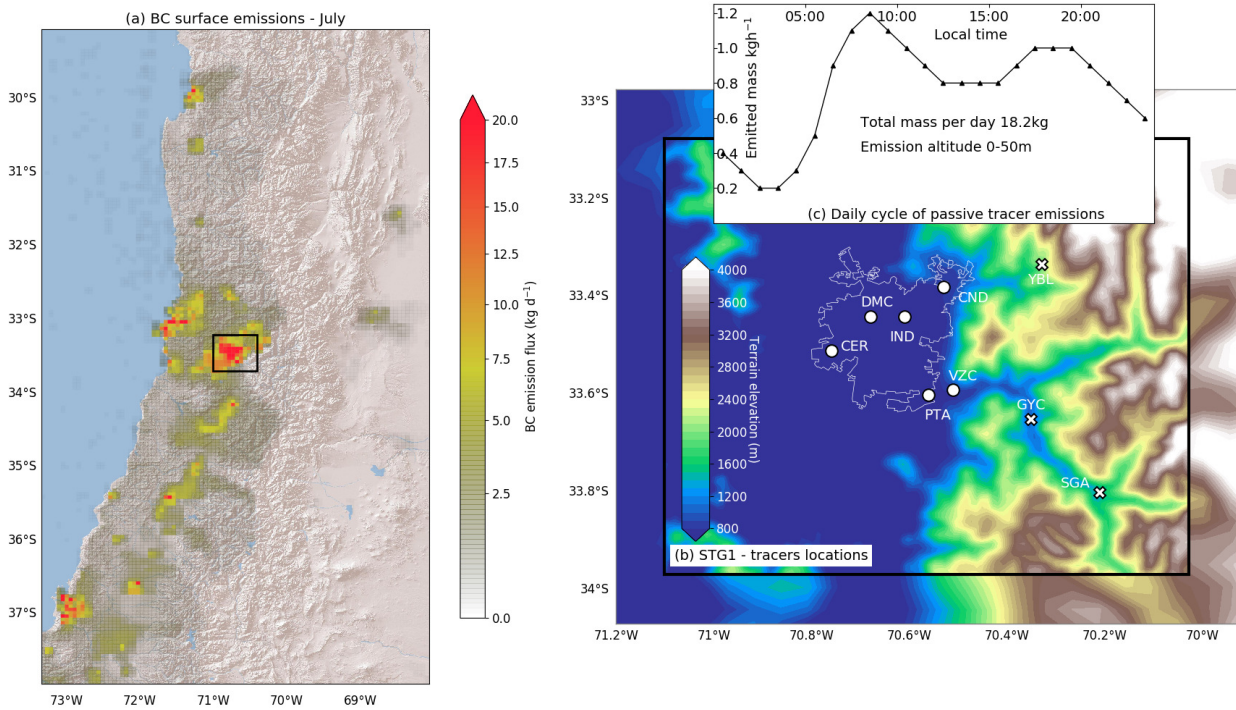 (a) BC surface emissions - July
30°S
31°S
32°S
33°S
34°S
35°S
36°S
37°S
73°W
72°W
71°W
70°W
69°W
20.0
17.5
15.0
12.5
10.0
7.5
5.0
2.5
0.0
BC emission flux (kg d⁻¹)
05:00
10:00
15:00
20:00
Local time
1.2
1.0
0.8
0.6
0.4
0.2
Emitted mass kgh⁻¹
Total mass per day 18.2kg
Emission altitude 0-50m
(c) Daily cycle of passive tracer emissions
33°S
33.2°S
33.4°S
33.6°S
33.8°S
34°S
71.2°W
71°W
70.8°W
70.6°W
70.4°W
70.2°W
70°W
4000
3600
3200
2800
2400
2000
1600
1200
800
Terrain elevation (m)
YBL
CND
DMC
IND
CER
VZC
PTA
GYC
SGA
(b) STG1 - tracers locations